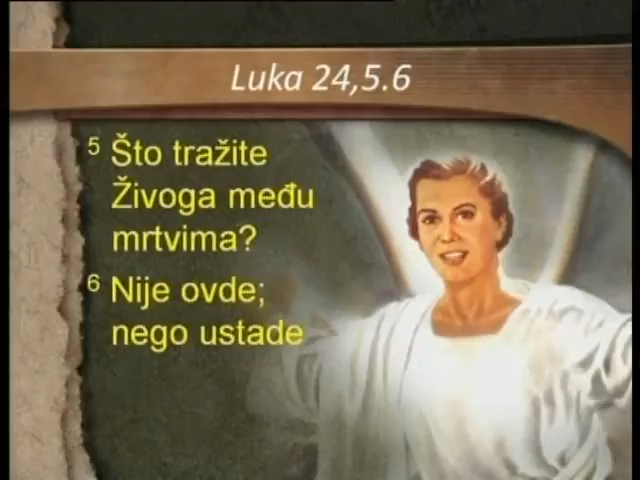 Luka 24,5.6
5 Što tražite
Živoga među
mrtvima?
6 Nije ovde;
nego ustade